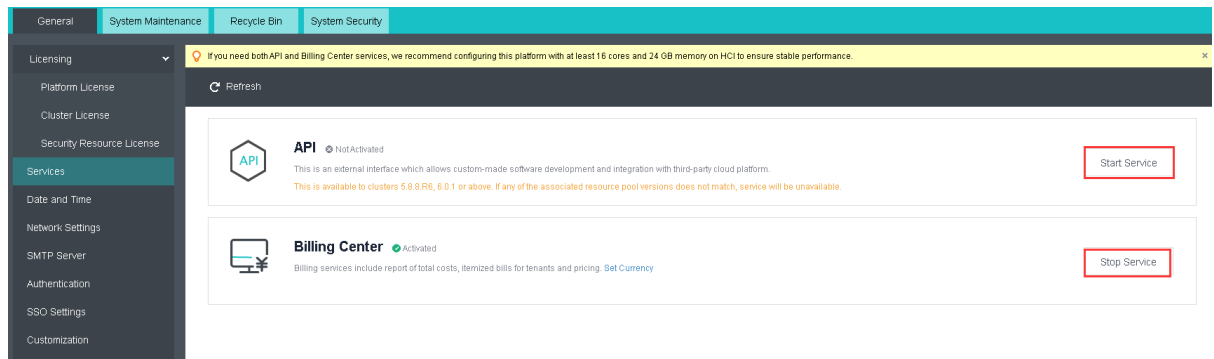 General System Maintenance Recycle Bin System Security
Licensing
Platform License
Cluster License
Security Resource License
Services
Date and Time
Network Settings
SMTP Server
Authentication
SSO Settings
Customization
If you need both API and Billing Center services, we recommend configuring this platform with at least 16 cores and 24 GB memory on HCI to ensure stable performance.
Refresh
API
API Not Activated
This is an external interface which allows custom-made software development and integration with third-party cloud platform.
This is available to clusters 5.8.8.R6, 6.0.1 or above. If any of the associated resource pool versions does not match, service will be unavailable.
Start Service
Billing Center Activated
Billing services include report of total costs, itemized bills for tenants and pricing. Set Currency
Stop Service